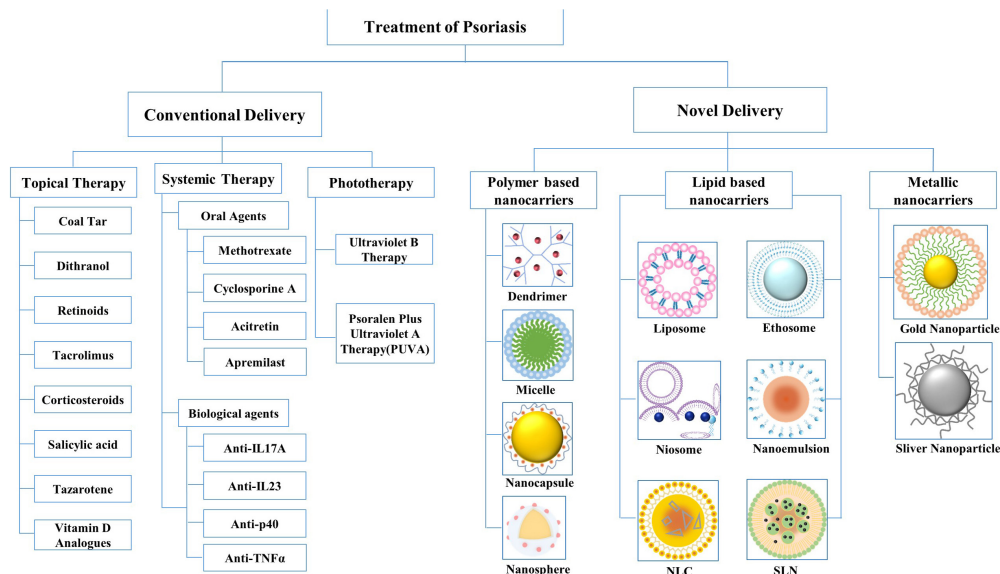 Treatment of Psoriasis
Conventional Delivery
Novel Delivery
Topical Therapy
Systemic Therapy
Phototherapy
Polymer based
nanocarriers
Lipid based
nanocarriers
Metallic
nanocarriers
Coal Tar
Dithranol
Retinoids
Tacrolimus
Corticosteroids
Salicylic acid
Tazarotene
Vitamin D
Analogues
Oral Agents
Methotrexate
Cyclosporine A
Acitretin
Apremilast
Biological agents
Anti-IL17A
Anti-IL23
Anti-p40
Anti-TNFα
Ultraviolet B
Therapy
Psoralen Plus
Ultraviolet A
Therapy(PUVA)
Dendrimer
Micelle
Nanocapsule
Nanosphere
Liposome
Ethosome
Niosome
Nanoemulsion
NLC
SLN
Gold Nanoparticle
Sliver Nanoparticle